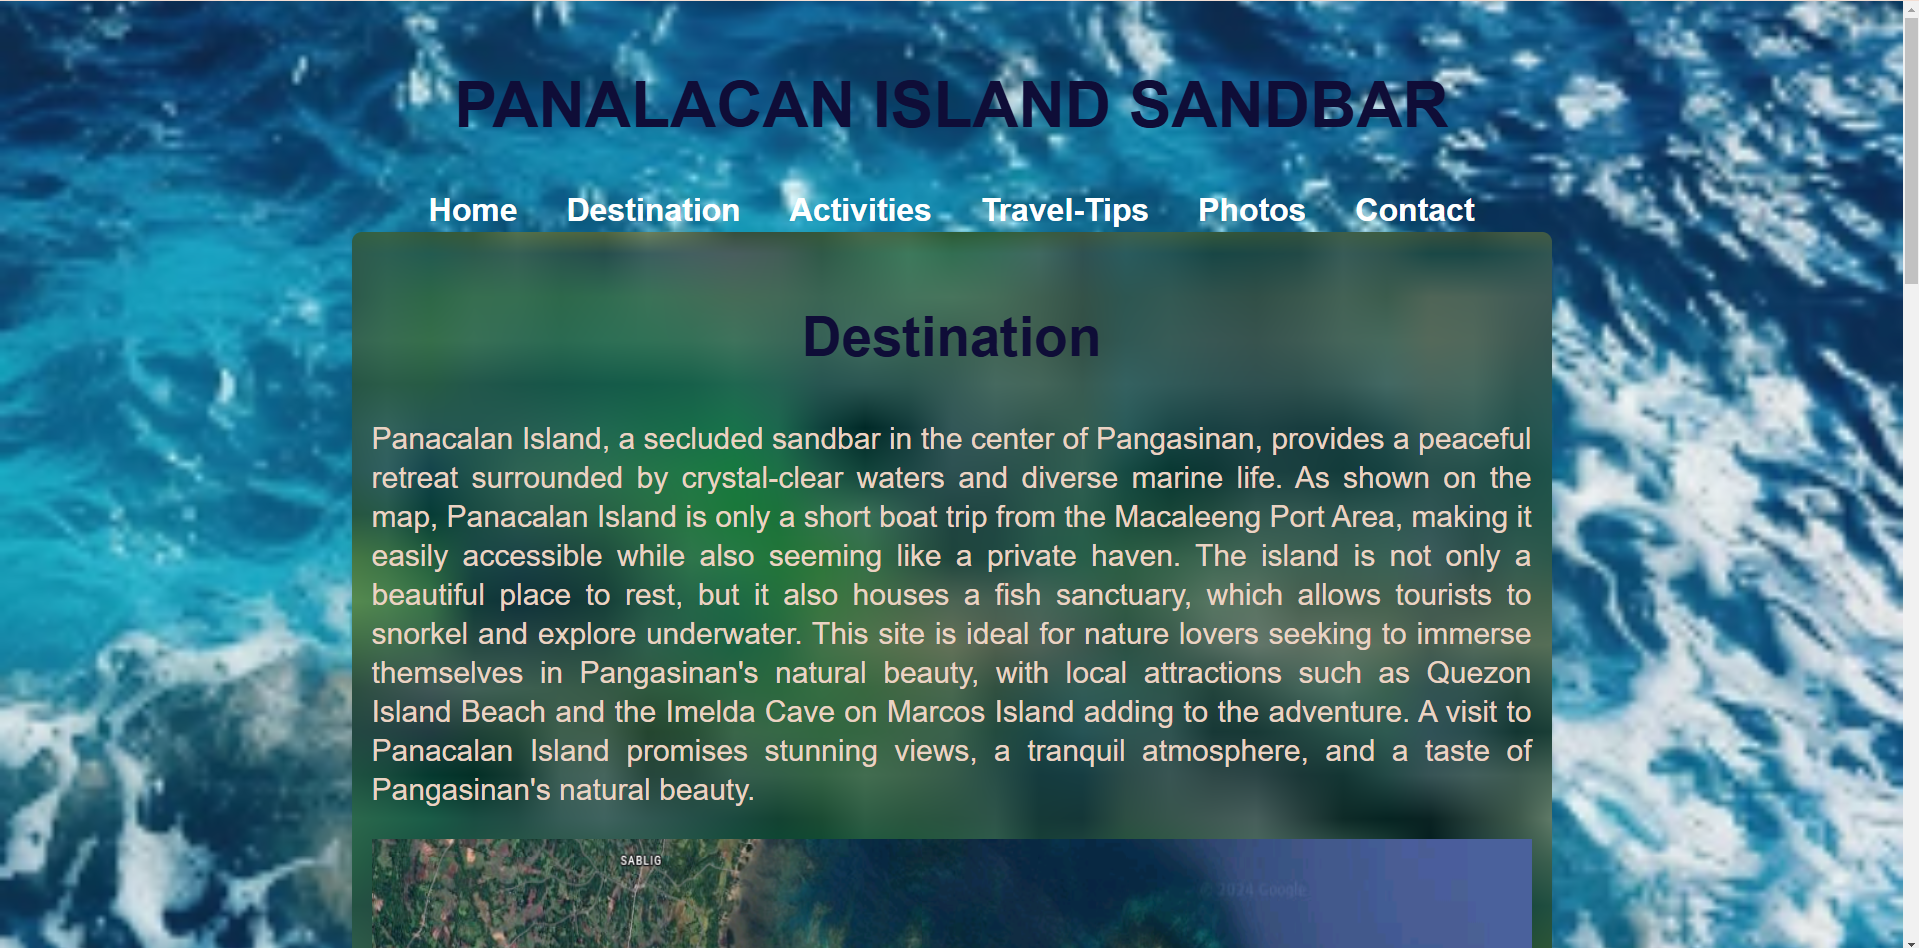 PANALACAN ISLAND SANDBAR
Home Destination Activities Travel-Tips Photos Contact
Destination
Panacalan Island, a secluded sandbar in the center of Pangasinan, provides a peaceful
retreat surrounded by crystal-clear waters and diverse marine life. As shown on the
map, Panacalan Island is only a short boat trip from the Macaleeng Port Area, making it
easily accessible while also seeming like a private haven. The island is not only a
beautiful place to rest, but it also houses a fish sanctuary, which allows tourists to
snorkel and explore underwater. This site is ideal for nature lovers seeking to immerse
themselves in Pangasinan's natural beauty, with local attractions such as Quezon
Island Beach and the Imelda Cave on Marcos Island adding to the adventure. A visit to
Panacalan Island promises stunning views, a tranquil atmosphere, and a taste of
Pangasinan's natural beauty.
SABLIG
© 2024 Google